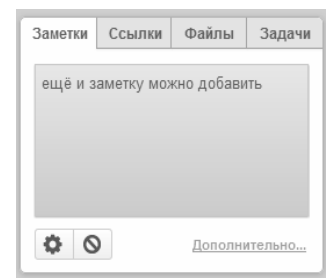 Заметки Ссылки Файлы Задачи
ещё и заметку можно добавить
Дополнительно...